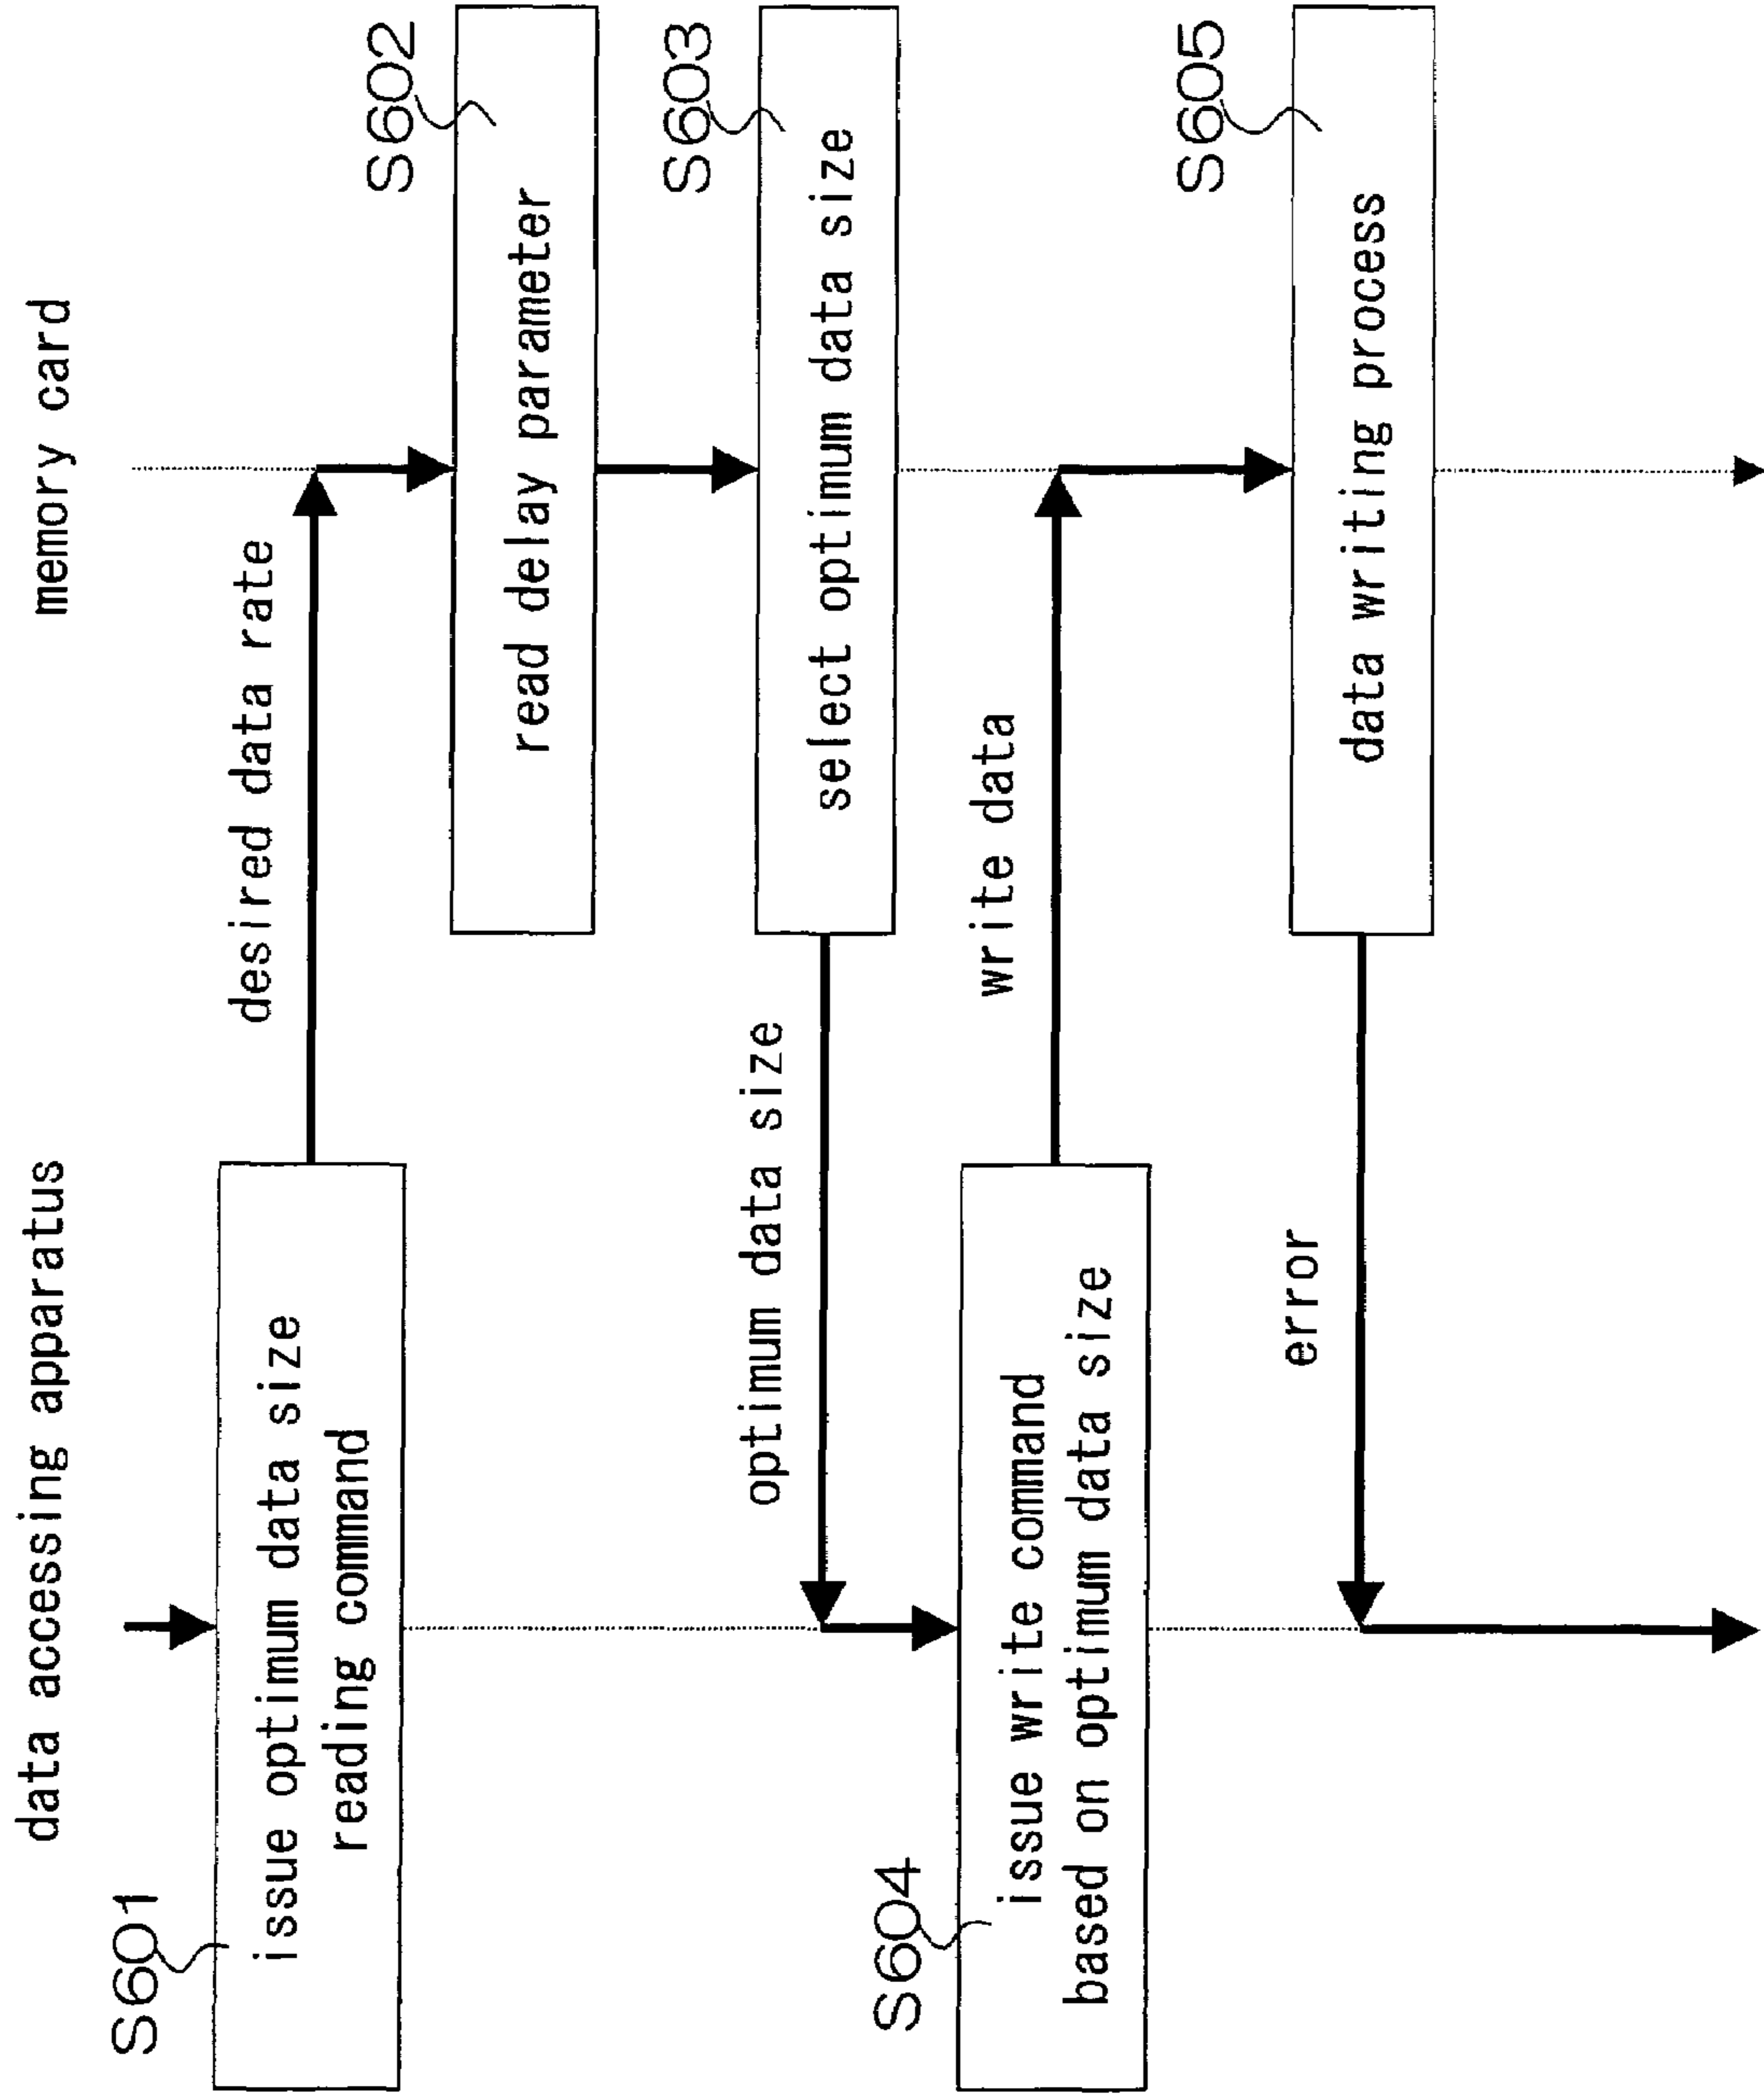 data accessing apparatus
memory card
S601
issue optimum data size
reading command
desired data rate
S602
read delay parameter
S603
select optimum data size
optimum data size
S604
issue write command
based on optimum data size
write data
S605
data writing process
error